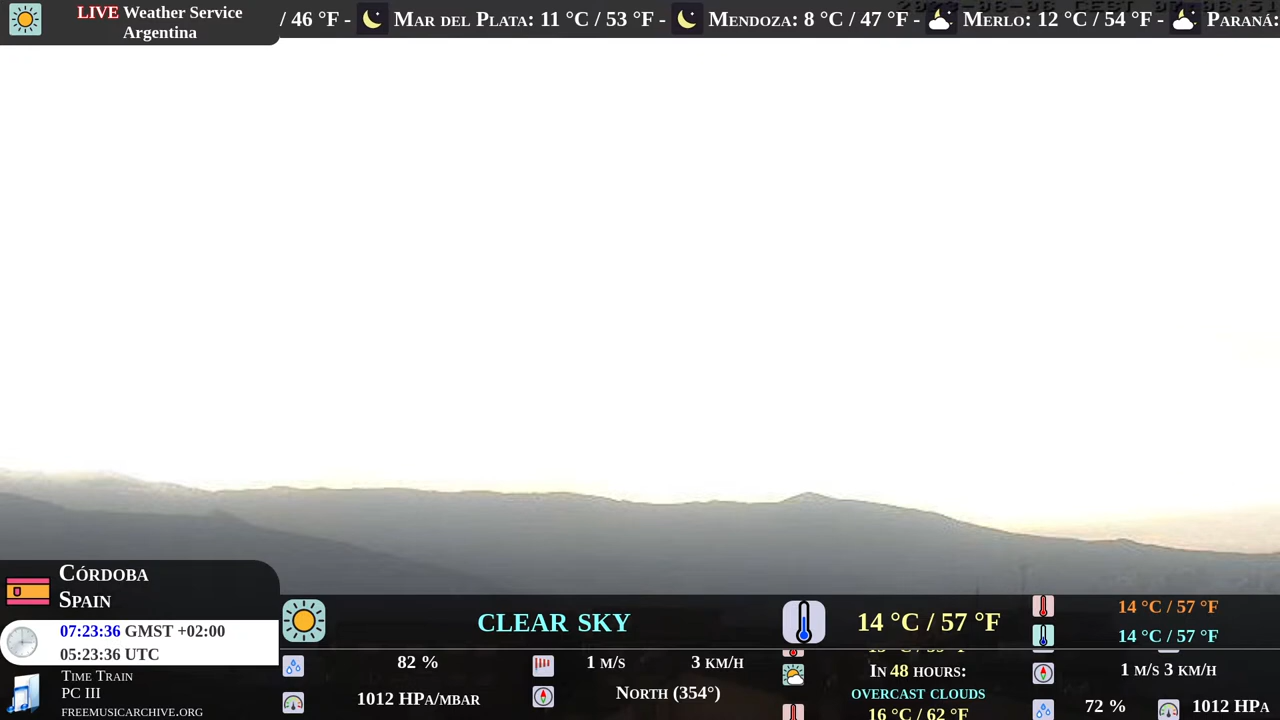 LIVE Weather Service
Argentina
/ 46 °F - Mar del Plata: 11 °C / 53 °F - Mendoza: 8 °C / 47 °F - Merlo: 12 °C / 54 °F - Paraná:
Córdoba
Spain
07:23:36 GMST +02:00
05:23:36 UTC
Time Train
PC III
freemusicarchive.org
clear sky
14 °C / 57 °F
14 °C / 57 °F
14 °C / 57 °F
82 %
1 m/s 3 km/h
1012 HPa/mbar
North (354°)
In 48 hours:
overcast clouds
16 °C / 62 °F
1 m/s 3 km/h
72 %
1012 HPa